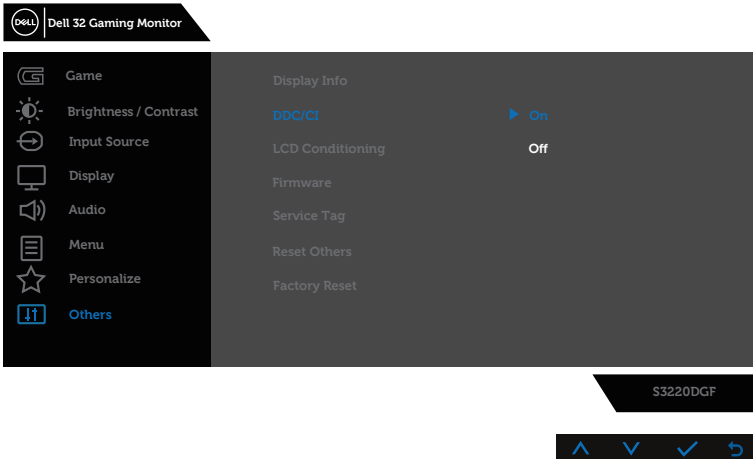 DELL
Dell 32 Gaming Monitor
Game
Brightness / Contrast
Input Source
Display
Audio
Menu
Personalize
Others
Display Info
DDC/CI On
LCD Conditioning Off
Firmware
Service Tag
Reset Others
Factory Reset
S3220DGF